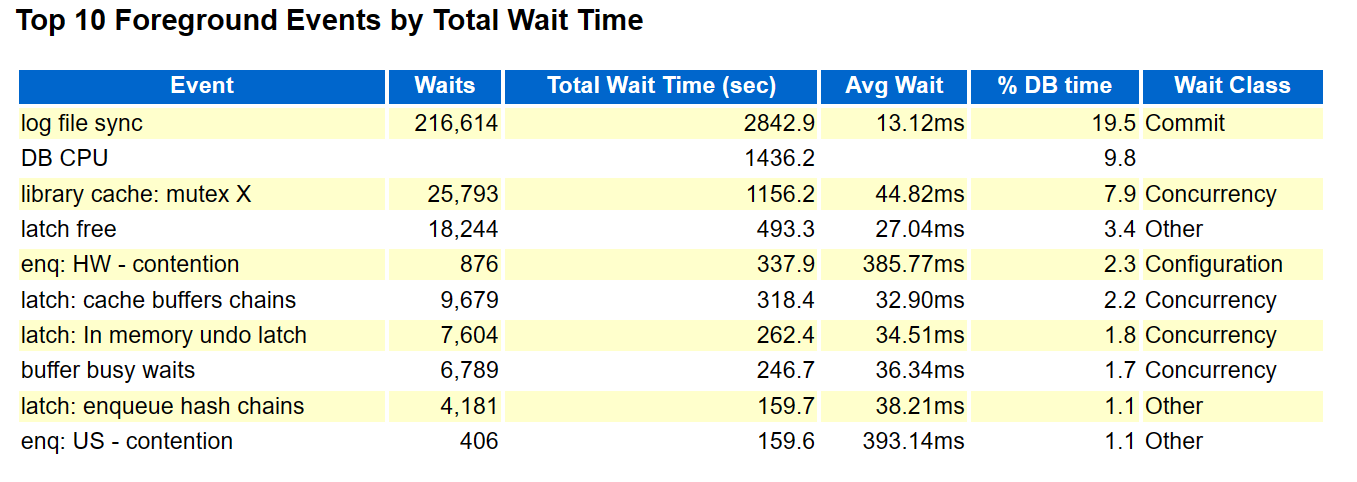 Top 10 Foreground Events by Total Wait Time
Event Waits Total Wait Time (sec) Avg Wait % DB time Wait Class
log file sync 216,614 2842.9 13.12ms 19.5 Commit
DB CPU 1436.2 9.8
library cache: mutex X 25,793 1156.2 44.82ms 7.9 Concurrency
latch free 18,244 493.3 27.04ms 3.4 Other
enq: HW - contention 876 337.9 385.77ms 2.3 Configuration
latch: cache buffers chains 9,679 318.4 32.90ms 2.2 Concurrency
latch: In memory undo latch 7,604 262.4 34.51ms 1.8 Concurrency
buffer busy waits 6,789 246.7 36.34ms 1.7 Concurrency
latch: enqueue hash chains 4,181 159.7 38.21ms 1.1 Other
enq: US - contention 406 159.6 393.14ms 1.1 Other